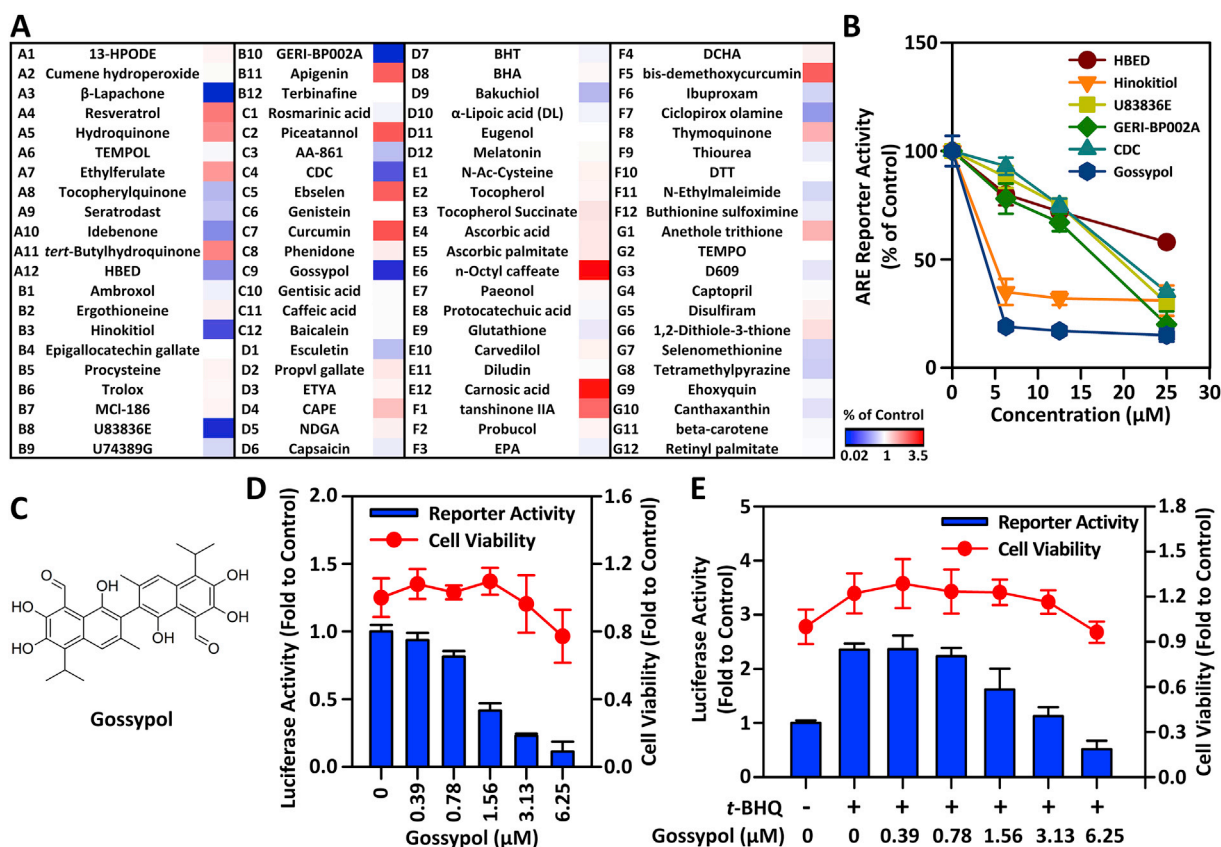 A
A1 13-HPODE
A2 Cumene hydroperoxide
A3 β-Lapachone
A4 Resveratrol
A5 Hydroquinone
A6 TEMPOL
A7 Ethylferulate
A8 Tocopherylquinone
A9 Seratrodast
A10 Idebenone
A11 tert-Butylhydroquinone
A12 HBED
B1 Ambroxol
B2 Ergothioneine
B3 Hinokitiol
B4 Epigallocatechin gallate
B5 Procysteine
B6 Trolox
B7 MCI-186
B8 U83836E
B9 U74389G
B10 GERI-BP002A
B11 Apigenin
B12 Terbinafine
C1 Rosmarinic acid
C2 Piceatannol
C3 AA-861
C4 CDC
C5 Ebselen
C6 Genistein
C7 Curcumin
C8 Phenidone
C9 Gossypol
C10 Gentisic acid
C11 Caffeic acid
C12 Baicalein
D1 Esculetin
D2 Propvl gallate
D3 ETYA
D4 CAPE
D5 NDGA
D6 Capsaicin
D7 BHT
D8 BHA
D9 Bakuchiol
D10 α-Lipoic acid (DL)
D11 Eugenol
D12 Melatonin
E1 N-Ac-Cysteine
E2 Tocopherol
E3 Tocopherol Succinate
E4 Ascorbic acid
E5 Ascorbic palmitate
E6 n-Octyl caffeate
E7 Paeonol
E8 Protocatechuic acid
E9 Glutathione
E10 Carvedilol
E11 Diludin
E12 Carnosic acid
F1 tanshinone IIA
F2 Probucol
F3 EPA
F4 DCHA
F5 bis-demethoxycurcumin
F6 Ibuproxam
F7 Ciclopirox olamine
F8 Thymoquinone
F9 Thiourea
F10 DTT
F11 N-Ethylmaleimide
F12 Buthionine sulfoximine
G1 Anethole trithione
G2 TEMPO
G3 D609
G4 Captopril
G5 Disulfiram
G6 1,2-Dithiole-3-thione
G7 Selenomethionine
G8 Tetramethylpyrazine
G9 Ehoxyquin
G10 Canthaxanthin
G11 beta-carotene
G12 Retinyl palmitate
% of Control
0.02 1 3.5
B
ARE Reporter Activity
(% of Control)
150
100
50
0
0 5 10 15 20 25 30
Concentration (μM)
HBED
Hinokitiol
U83836E
GERI-BP002A
CDC
Gossypol
C
O
OH
OH
HO
HO
OH
OH
O
Gossypol
D
Luciferase Activity (Fold to Control)
2.0
1.5
1.0
0.5
0.0
Reporter Activity
Cell Viability
1.6
1.2
0.8
0.4
0.0
Cell Viability (Fold to Control)
0 0.39 0.78 1.56 3.13 6.25
Gossypol (μM)
E
Luciferase Activity
(Fold to Control)
5
4
3
2
1
0
Reporter Activity
Cell Viability
1.8
1.5
1.2
0.9
0.6
0.3
0.0
Cell Viability (Fold to Control)
t-BHQ - + + + + + +
Gossypol (μM) 0 0 0.39 0.78 1.56 3.13 6.25